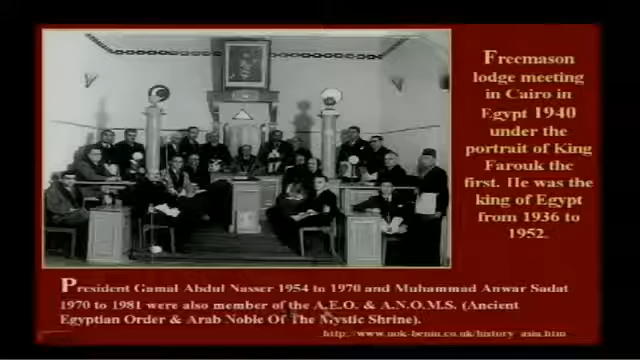 Freemason
lodge meeting
in Cairo in
Egypt 1940
under the
portrait of King
Farouk the
first. He was the
king of Egypt
from 1936 to
1952.
President Gamal Abdul Nasser 1954 to 1970 and Muhammad Anwar Sadat
1970 to 1981 were also member of the A.E.O. & A.N.O.M.S. (Ancient
Egyptian Order & Arab Noble Of The Mystic Shrine).
http://www.uok-benin.co.uk/history_asia.htm